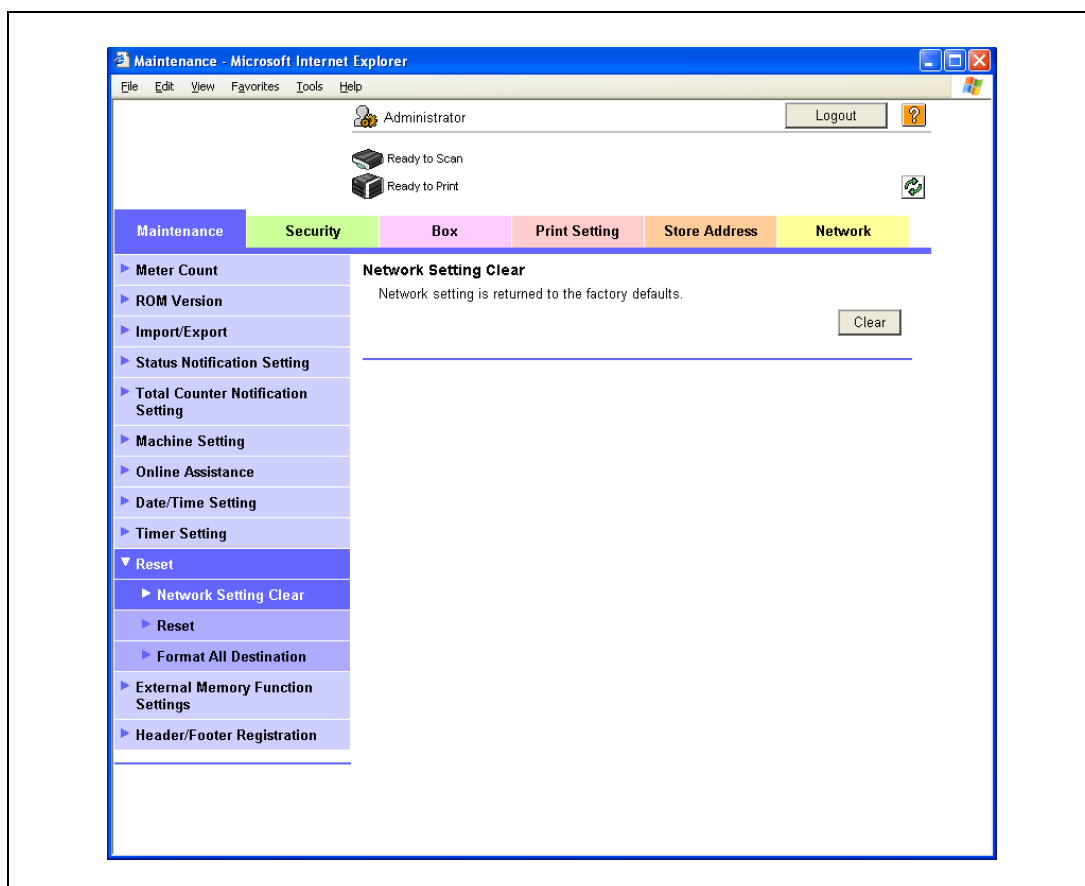 Maintenance - Microsoft Internet Explorer
File Edit View Favorites Tools Help
Administrator
Logout
?
Ready to Scan
Ready to Print
Maintenance
Security
Box
Print Setting
Store Address
Network
Meter Count
ROM Version
Import/Export
Status Notification Setting
Total Counter Notification
Setting
Machine Setting
Online Assistance
Date/Time Setting
Timer Setting
Reset
Network Setting Clear
Reset
Format All Destination
External Memory Function
Settings
Header/Footer Registration
Network Setting Clear
Network setting is returned to the factory defaults.
Clear